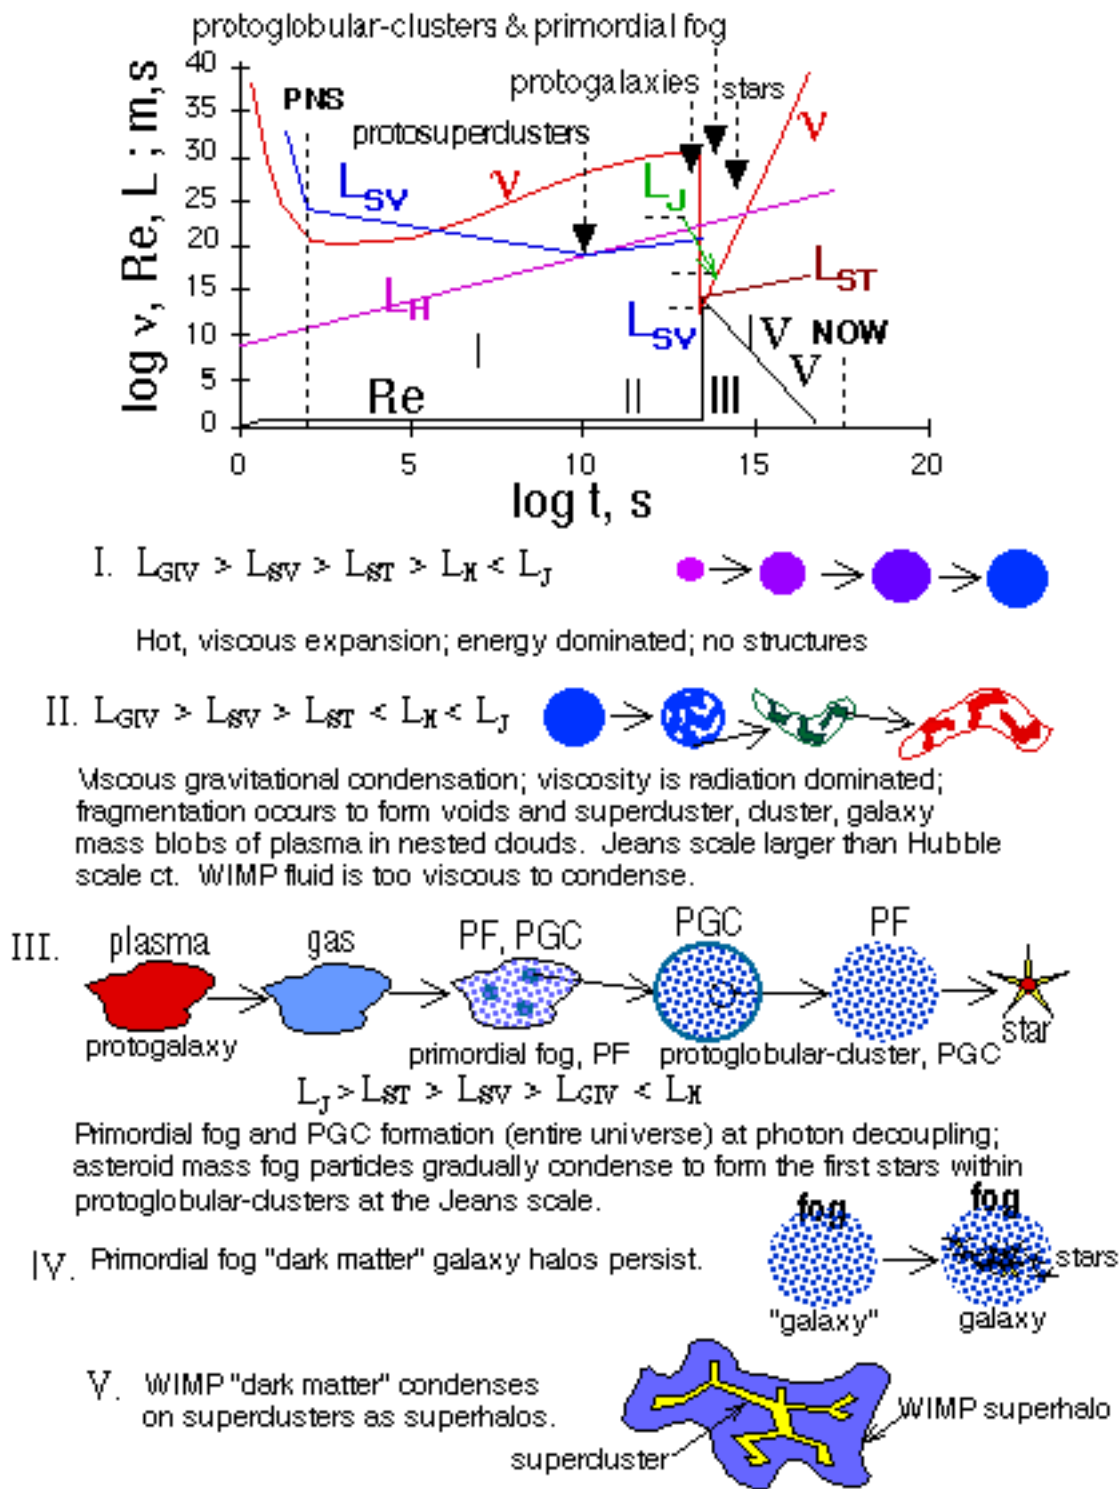 protoglobular-clusters & primordial fog
protogalaxies
stars
PNS
protosuperclusters
log ν, Re, L ; m,s
40
35
30
25
20
15
10
5
0
L_SV
ν
L_J
ν
L_H
L_ST
L_SV
I
Re
II
III
IV
V
NOW
0
5
10
15
20
log t, s
I. L_GIV > L_SV > L_ST > L_H < L_J
Hot, viscous expansion; energy dominated; no structures
II. L_GIV > L_SV > L_ST < L_H < L_J
Viscous gravitational condensation; viscosity is radiation dominated;
fragmentation occurs to form voids and supercluster, cluster, galaxy
mass blobs of plasma in nested clouds. Jeans scale larger than Hubble
scale ct. WIMP fluid is too viscous to condense.
III.
plasma
gas
PF, PGC
PGC
PF
protogalaxy
primordial fog, PF
protoglobular-cluster, PGC
star
L_J > L_ST > L_SV > L_GIV < L_H
Primordial fog and PGC formation (entire universe) at photon decoupling;
asteroid mass fog particles gradually condense to form the first stars within
protoglobular-clusters at the Jeans scale.
fog
fog
IV. Primordial fog "dark matter" galaxy halos persist.
stars
"galaxy"
galaxy
V. WIMP "dark matter" condenses
on superclusters as superhalos.
WIMP superhalo
supercluster